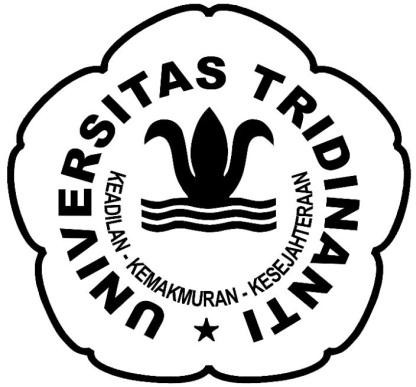 UNIVERSITAS TRIDINANTI
KEADILAN - KEMAKMURAN - KESEJAHTERAAN